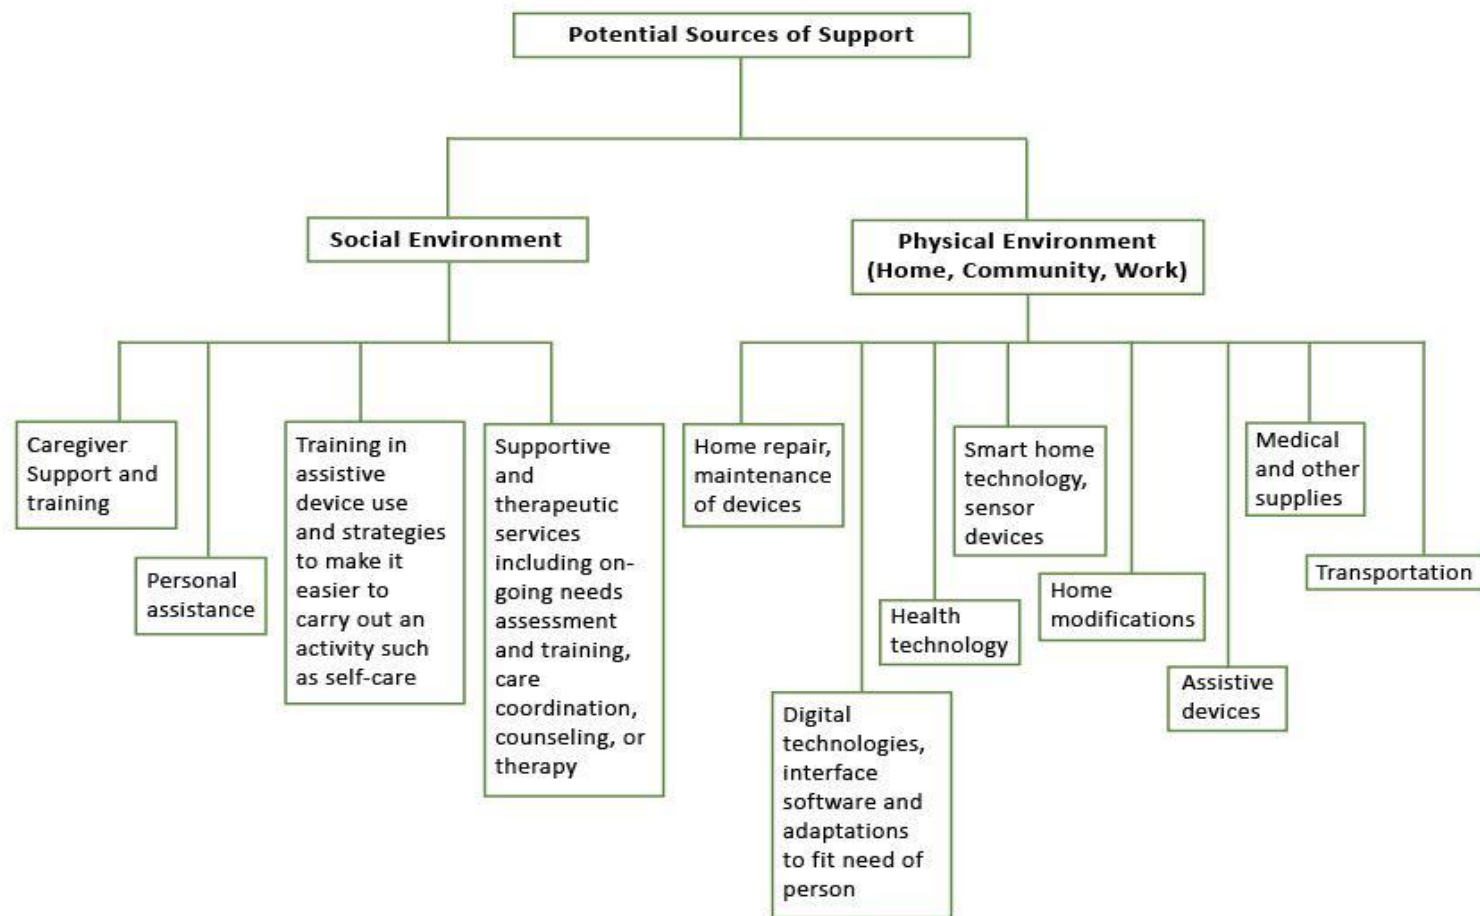 Potential Sources of Support
Social Environment
Physical Environment
(Home, Community, Work)
Caregiver
Support and
training
Personal
assistance
Training in
assistive
device use
and strategies
to make it
easier to
carry out an
activity such
as self-care
Supportive
and
therapeutic
services
including on-
going needs
assessment
and training,
care
coordination,
counseling, or
therapy
Home repair,
maintenance
of devices
Digital
technologies,
interface
software and
adaptations
to fit need of
person
Health
technology
Smart home
technology,
sensor
devices
Home
modifications
Assistive
devices
Medical
and other
supplies
Transportation